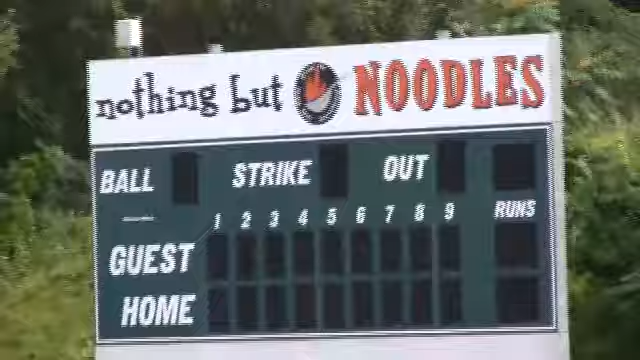 nothing but NOODLES
BALL STRIKE OUT
1 2 3 4 5 6 7 8 9 RUNS
GUEST
HOME